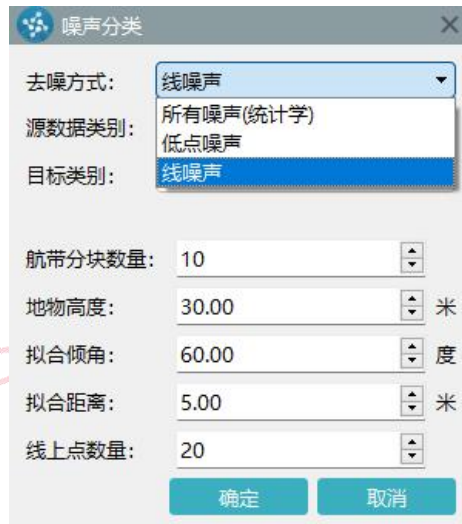 噪声分类
去噪方式: 线噪声
所有噪声(统计学)
源数据类别:
低点噪声
目标类别:
线噪声
航带分块数量: 10
地物高度: 30.00 米
拟合倾角: 60.00 度
拟合距离: 5.00 米
线上点数量: 20
确定 取消